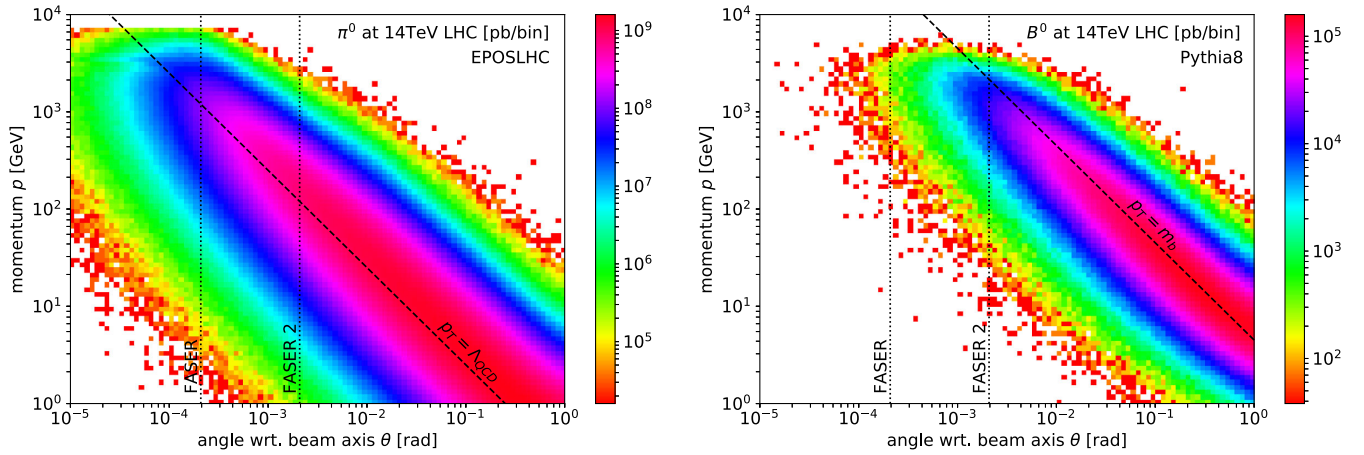 10⁴
10³
10²
10¹
10⁰
momentum p [GeV]
π⁰ at 14TeV LHC [pb/bin]
EPOSLHC
FASER
FASER 2
p_T = Λ_QCD
10⁻⁵
10⁻⁴
10⁻³
10⁻²
10⁻¹
10⁰
angle wrt. beam axis θ [rad]
10⁹
10⁸
10⁷
10⁶
10⁵
10⁴
10³
10²
10¹
10⁰
momentum p [GeV]
B⁰ at 14TeV LHC [pb/bin]
Pythia8
FASER
FASER 2
p_T = m_b
10⁻⁵
10⁻⁴
10⁻³
10⁻²
10⁻¹
10⁰
angle wrt. beam axis θ [rad]
10⁵
10⁴
10³
10²